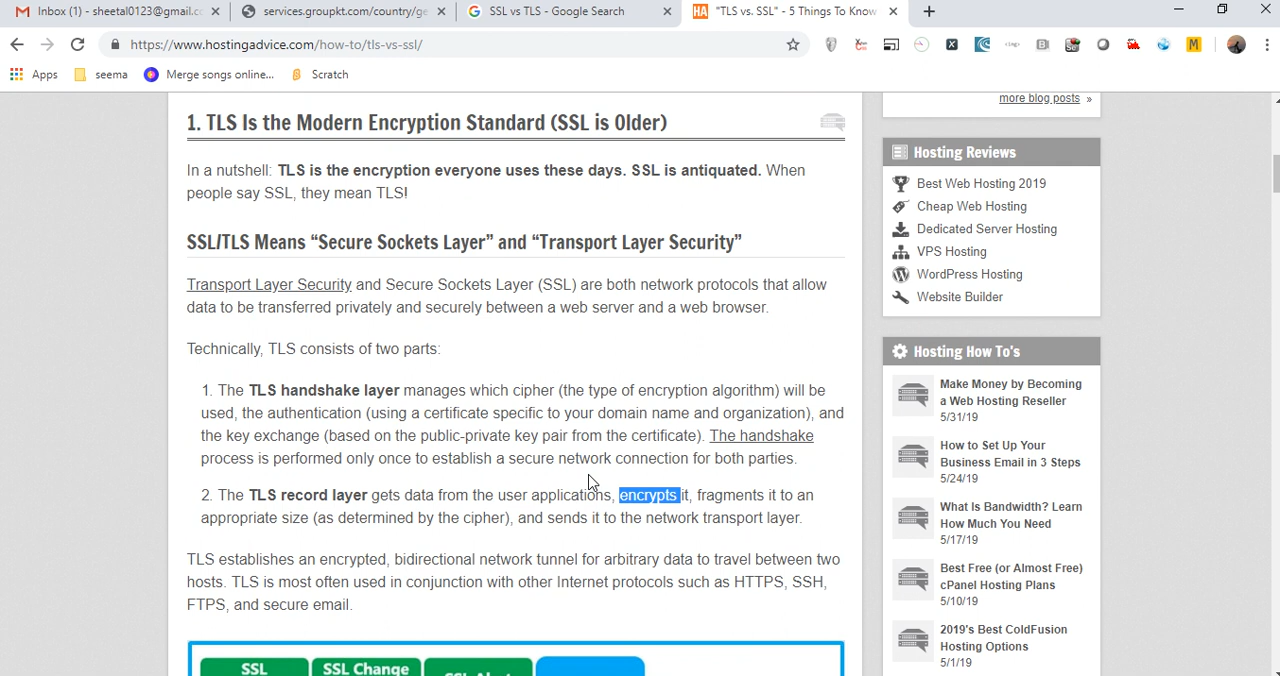 Inbox (1) - sheetal0123@gmail.c
services.groupkt.com/country/ge
SSL vs TLS - Google Search
HA "TLS vs. SSL" - 5 Things To Know
https://www.hostingadvice.com/how-to/tls-vs-ssl/
Apps seema Merge songs online... Scratch
more blog posts »
1. TLS Is the Modern Encryption Standard (SSL is Older)
In a nutshell: TLS is the encryption everyone uses these days. SSL is antiquated. When
people say SSL, they mean TLS!
SSL/TLS Means “Secure Sockets Layer” and “Transport Layer Security”
Transport Layer Security and Secure Sockets Layer (SSL) are both network protocols that allow
data to be transferred privately and securely between a web server and a web browser.
Technically, TLS consists of two parts:
1. The TLS handshake layer manages which cipher (the type of encryption algorithm) will be
used, the authentication (using a certificate specific to your domain name and organization), and
the key exchange (based on the public-private key pair from the certificate). The handshake
process is performed only once to establish a secure network connection for both parties.
2. The TLS record layer gets data from the user applications, encrypts it, fragments it to an
appropriate size (as determined by the cipher), and sends it to the network transport layer.
TLS establishes an encrypted, bidirectional network tunnel for arbitrary data to travel between two
hosts. TLS is most often used in conjunction with other Internet protocols such as HTTPS, SSH,
FTPS, and secure email.
SSL
SSL Change
SSL Alert
Hosting Reviews
Best Web Hosting 2019
Cheap Web Hosting
Dedicated Server Hosting
VPS Hosting
WordPress Hosting
Website Builder
Hosting How To's
Make Money by Becoming
a Web Hosting Reseller
5/31/19
How to Set Up Your
Business Email in 3 Steps
5/24/19
What Is Bandwidth? Learn
How Much You Need
5/17/19
Best Free (or Almost Free)
cPanel Hosting Plans
5/10/19
2019's Best ColdFusion
Hosting Options
5/1/19